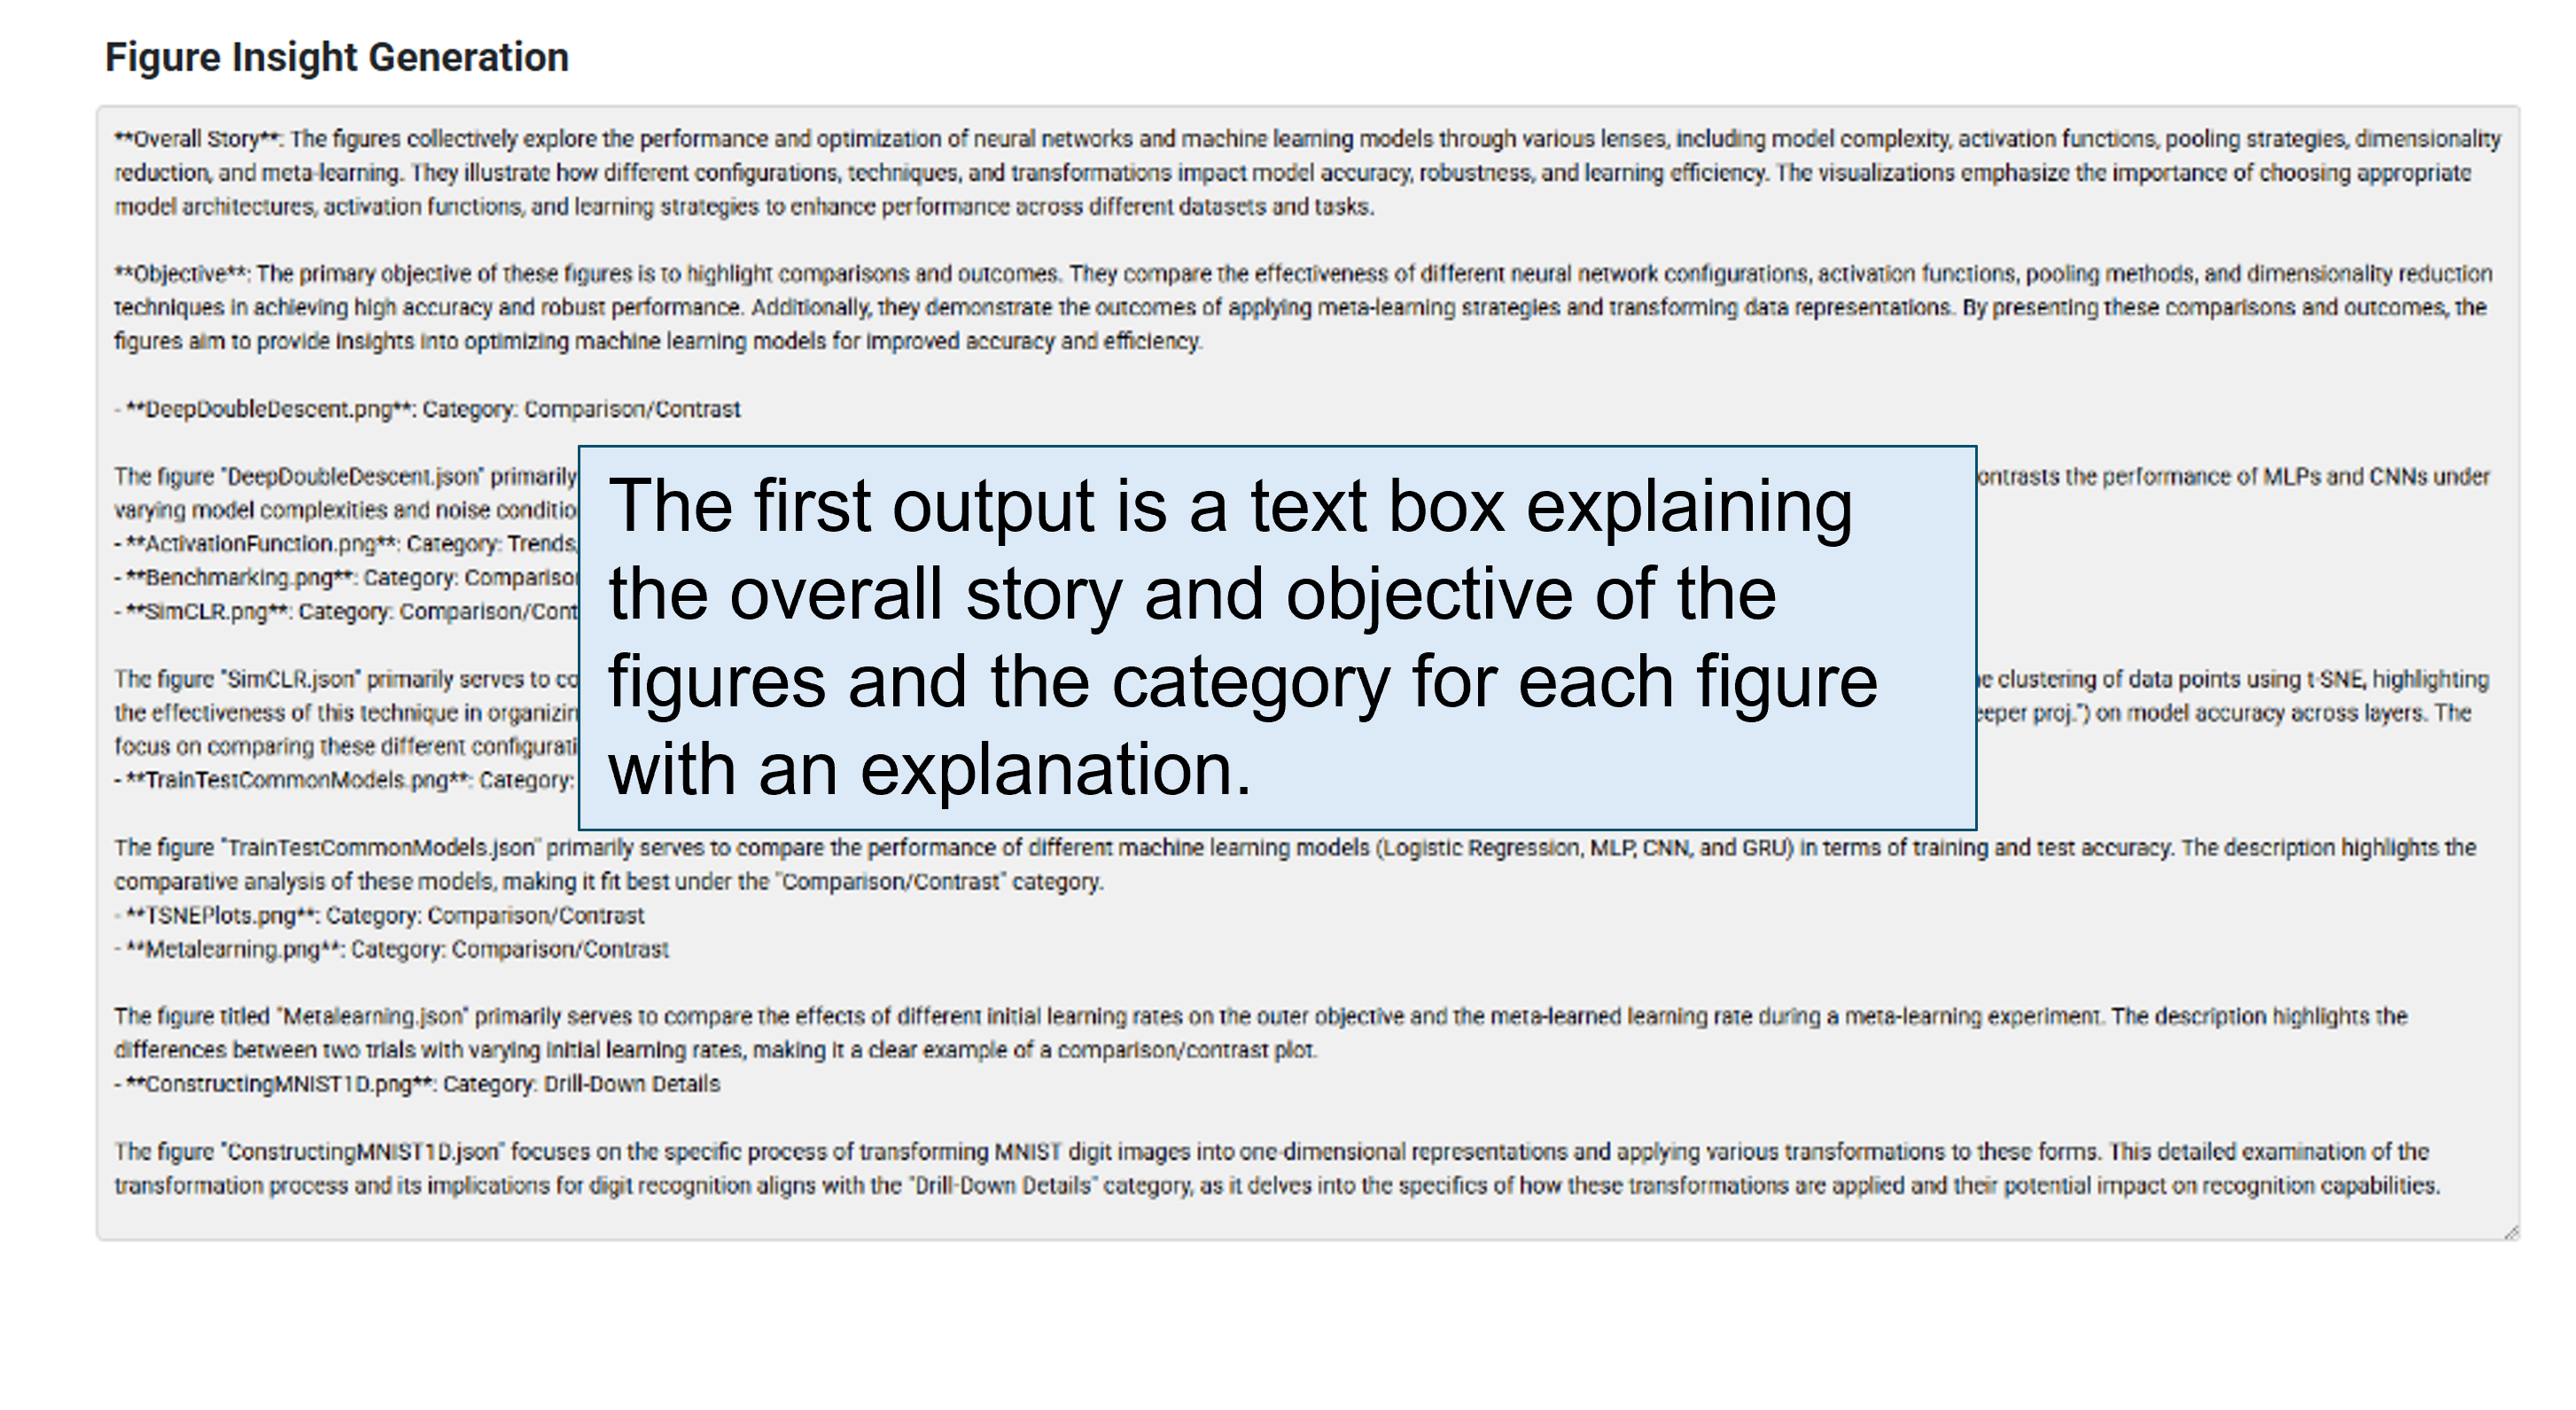 Figure Insight Generation
**Overall Story**: The figures collectively explore the performance and optimization of neural networks and machine learning models through various lenses, including model complexity, activation functions, pooling strategies, dimensionality
reduction, and meta-learning. They illustrate how different configurations, techniques, and transformations impact model accuracy, robustness, and learning efficiency. The visualizations emphasize the importance of choosing appropriate
model architectures, activation functions, and learning strategies to enhance performance across different datasets and tasks.
**Objective**: The primary objective of these figures is to highlight comparisons and outcomes. They compare the effectiveness of different neural network configurations, activation functions, pooling methods, and dimensionality reduction
techniques in achieving high accuracy and robust performance. Additionally, they demonstrate the outcomes of applying meta-learning strategies and transforming data representations. By presenting these comparisons and outcomes, the
figures aim to provide insights into optimizing machine learning models for improved accuracy and efficiency.
- **DeepDoubleDescent.png**: Category: Comparison/Contrast
The figure "DeepDoubleDescent.json" primarily ontrasts the performance of MLPs and CNNs under
varying model complexities and noise conditio
- **ActivationFunction.png**: Category: Trends
- **Benchmarking.png**: Category: Compariso
- **SimCLR.png**: Category: Comparison/Cont
The figure "SimCLR.json" primarily serves to co e clustering of data points using t-SNE, highlighting
the effectiveness of this technique in organizin eeper proj.") on model accuracy across layers. The
focus on comparing these different configurati
- **TrainTestCommonModels.png**: Category:
The first output is a text box explaining
the overall story and objective of the
figures and the category for each figure
with an explanation.
The figure "TrainTestCommonModels.json" primarily serves to compare the performance of different machine learning models (Logistic Regression, MLP, CNN, and GRU) in terms of training and test accuracy. The description highlights the
comparative analysis of these models, making it fit best under the "Comparison/Contrast" category.
- **TSNEPlots.png**: Category: Comparison/Contrast
- **Metalearning.png**: Category: Comparison/Contrast
The figure titled "Metalearning.json" primarily serves to compare the effects of different initial learning rates on the outer objective and the meta-learned learning rate during a meta-learning experiment. The description highlights the
differences between two trials with varying initial learning rates, making it a clear example of a comparison/contrast plot.
- **ConstructingMNIST1D.png**: Category: Drill-Down Details
The figure "ConstructingMNIST1D.json" focuses on the specific process of transforming MNIST digit images into one-dimensional representations and applying various transformations to these forms. This detailed examination of the
transformation process and its implications for digit recognition aligns with the "Drill-Down Details" category, as it delves into the specifics of how these transformations are applied and their potential impact on recognition capabilities.